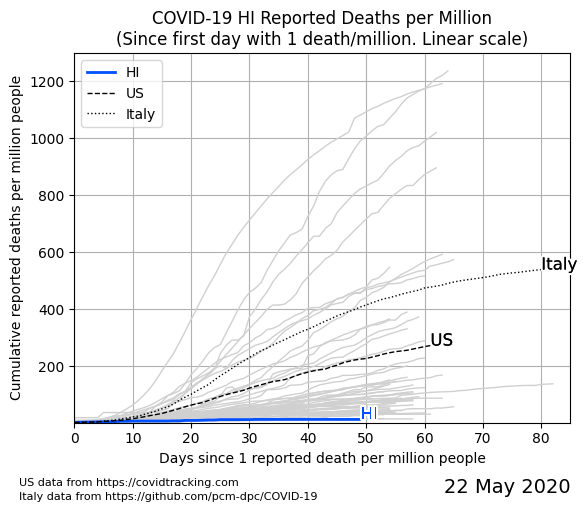 COVID-19 HI Reported Deaths per Million
(Since first day with 1 death/million. Linear scale)
HI
US
Italy
Cumulative reported deaths per million people
1200
1000
800
600
400
200
Italy
US
HI
0 10 20 30 40 50 60 70 80
Days since 1 reported death per million people
US data from https://covidtracking.com
Italy data from https://github.com/pcm-dpc/COVID-19
22 May 2020